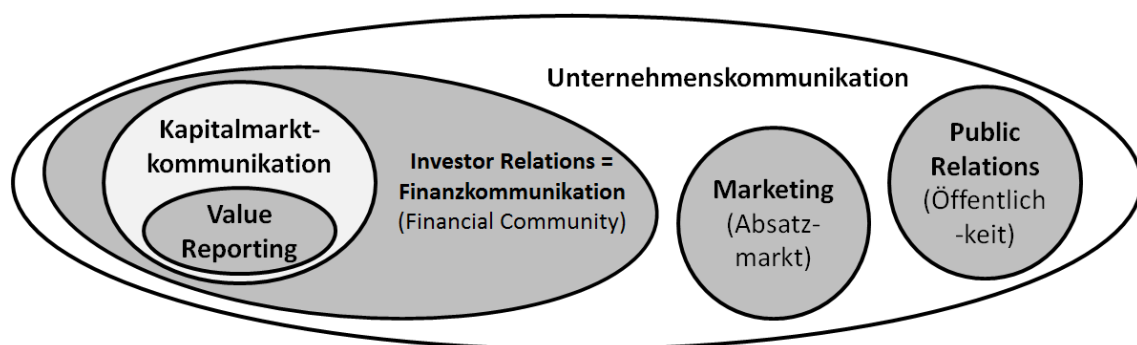 Unternehmenskommunikation
Kapitalmarkt-
kommunikation
Value
Reporting
Investor Relations =
Finanzkommunikation
(Financial Community)
Marketing
(Absatz-
markt)
Public
Relations
(Öffentlich
-keit)